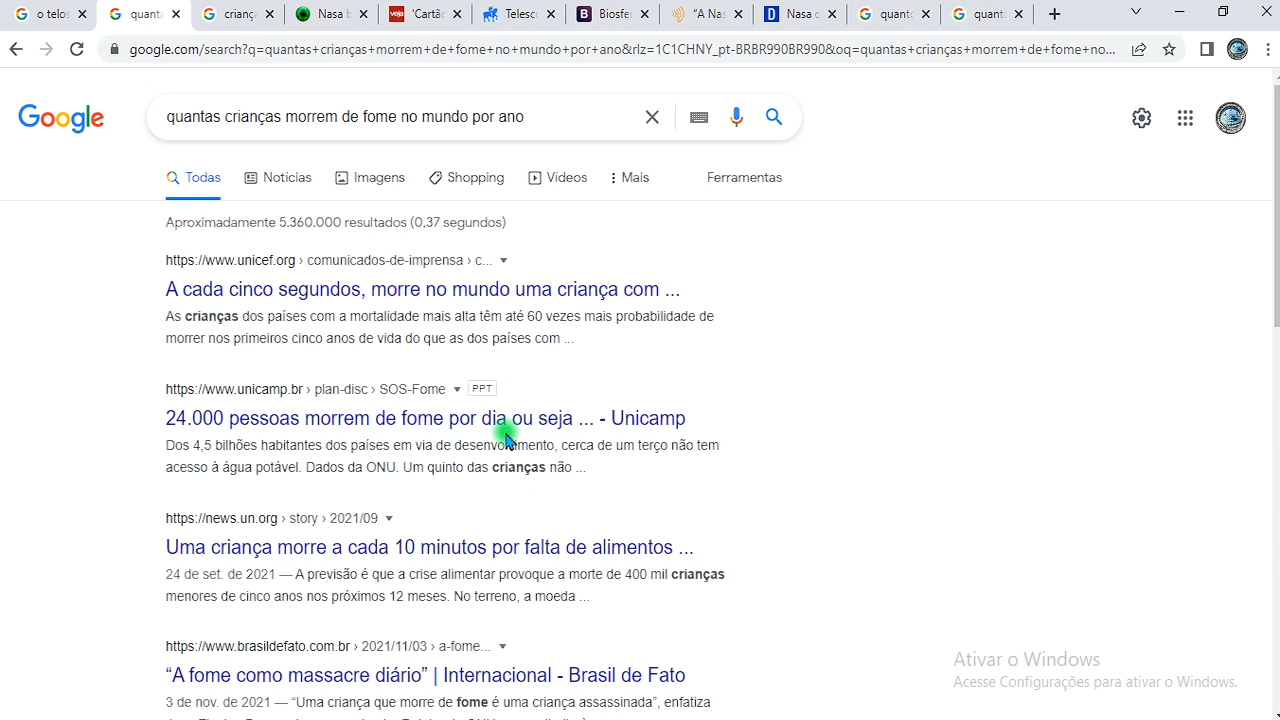 o telos
quanta
criança
Nasa b
'Cartã
Telesc
Biosfe
"A Nas
Nasa c
quanto
quanto
google.com/search?q=quantas+crianças+morrem+de+fome+no+mundo+por+ano&rlz=1C1CHNY_pt-BRBR990BR990&oq=quantas+crianças+morrem+de+fome+no...
Google
quantas crianças morrem de fome no mundo por ano
Todas Notícias Imagens Shopping Vídeos Mais Ferramentas
Aproximadamente 5.360.000 resultados (0,37 segundos)
https://www.unicef.org › comunicados-de-imprensa › c...
A cada cinco segundos, morre no mundo uma criança com ...
As crianças dos países com a mortalidade mais alta têm até 60 vezes mais probabilidade de
morrer nos primeiros cinco anos de vida do que as dos países com ...
https://www.unicamp.br › plan-disc › SOS-Fome PPT
24.000 pessoas morrem de fome por dia ou seja ... - Unicamp
Dos 4,5 bilhões habitantes dos países em via de desenvolvimento, cerca de um terço não tem
acesso à água potável. Dados da ONU. Um quinto das crianças não ...
https://news.un.org › story › 2021/09
Uma criança morre a cada 10 minutos por falta de alimentos ...
24 de set. de 2021 — A previsão é que a crise alimentar provoque a morte de 400 mil crianças
menores de cinco anos nos próximos 12 meses. No terreno, a moeda ...
https://www.brasildefato.com.br › 2021/11/03 › a-fome...
“A fome como massacre diário” | Internacional - Brasil de Fato
3 de nov. de 2021 — “Uma criança que morre de fome é uma criança assassinada”, enfatiza
Ativar o Windows
Acesse Configurações para ativar o Windows.